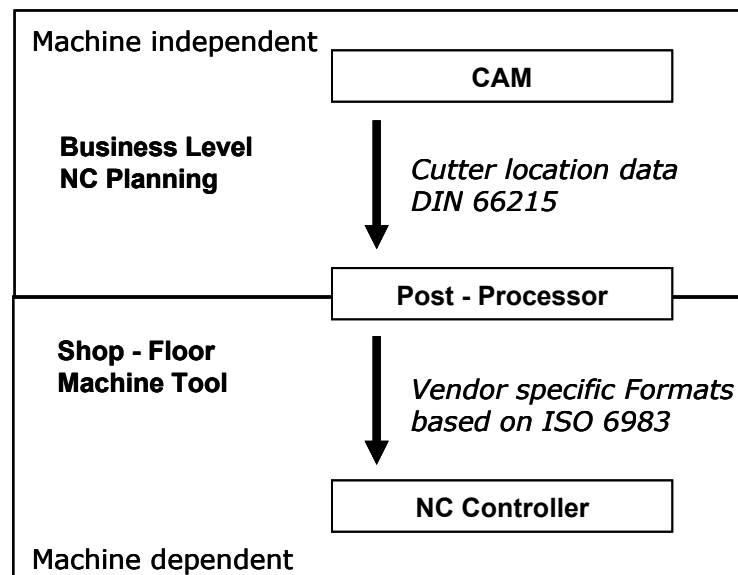 Machine independent
CAM
Business Level
NC Planning
Cutter location data
DIN 66215
Post - Processor
Shop - Floor
Machine Tool
Vendor specific Formats
based on ISO 6983
NC Controller
Machine dependent